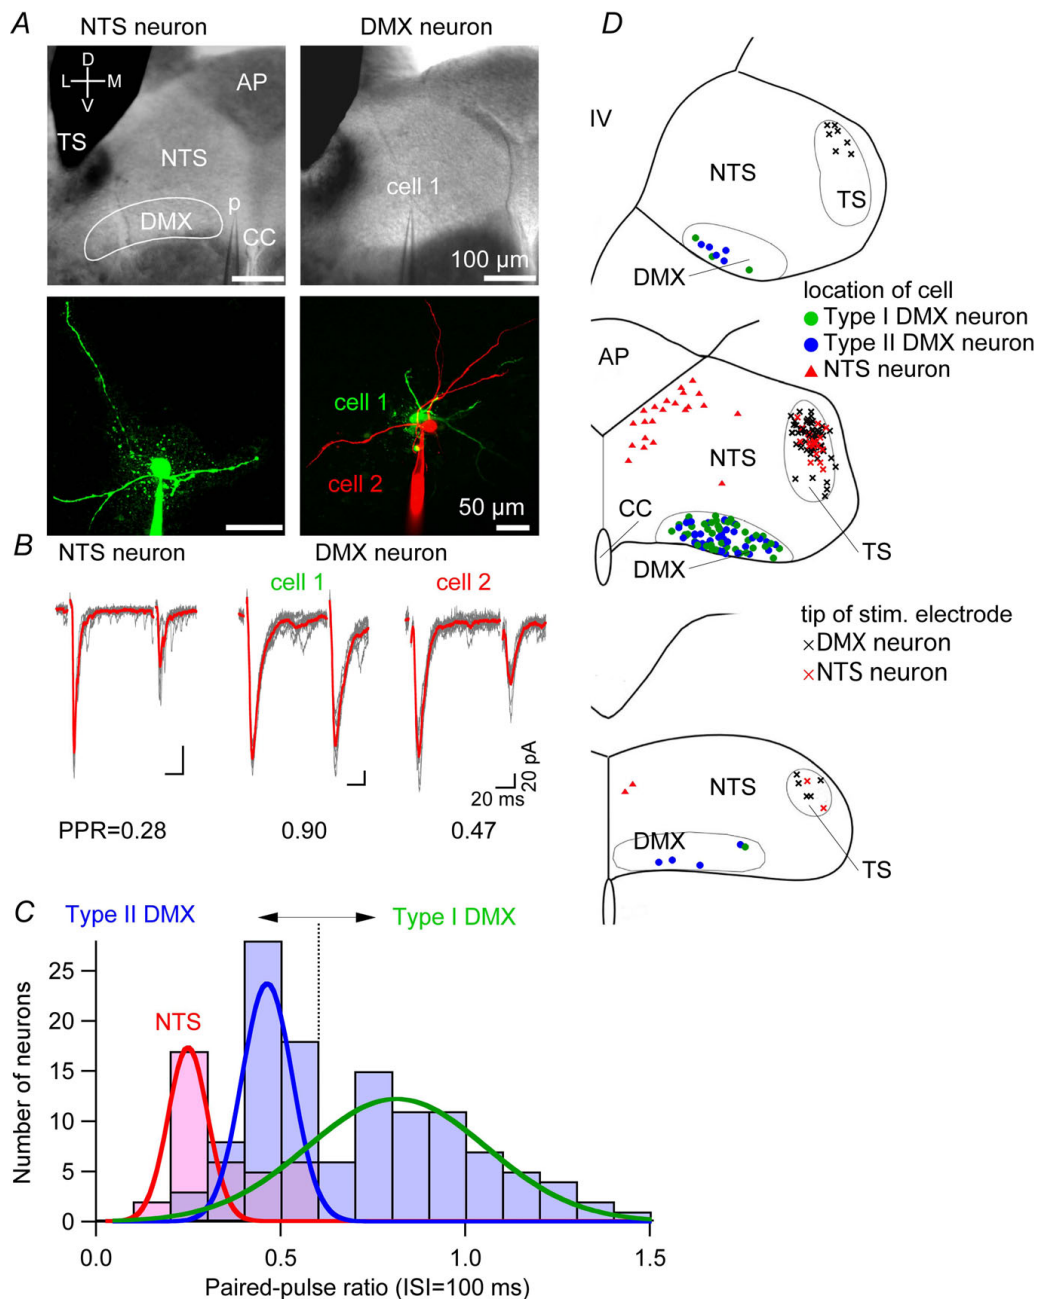 A
NTS neuron
DMX neuron
D
L
M
V
TS
AP
NTS
DMX
p
CC
cell 1
100 µm
cell 1
cell 2
50 µm
B
NTS neuron
DMX neuron
cell 1
cell 2
20 ms
20 pA
PPR=0.28
0.90
0.47
C
Type II DMX
Type I DMX
NTS
Number of neurons
25
20
15
10
5
0
0.0
0.5
1.0
1.5
Paired-pulse ratio (ISI=100 ms)
D
IV
NTS
TS
DMX
location of cell
Type I DMX neuron
Type II DMX neuron
NTS neuron
AP
NTS
CC
DMX
TS
tip of stim. electrode
DMX neuron
NTS neuron
NTS
DMX
TS